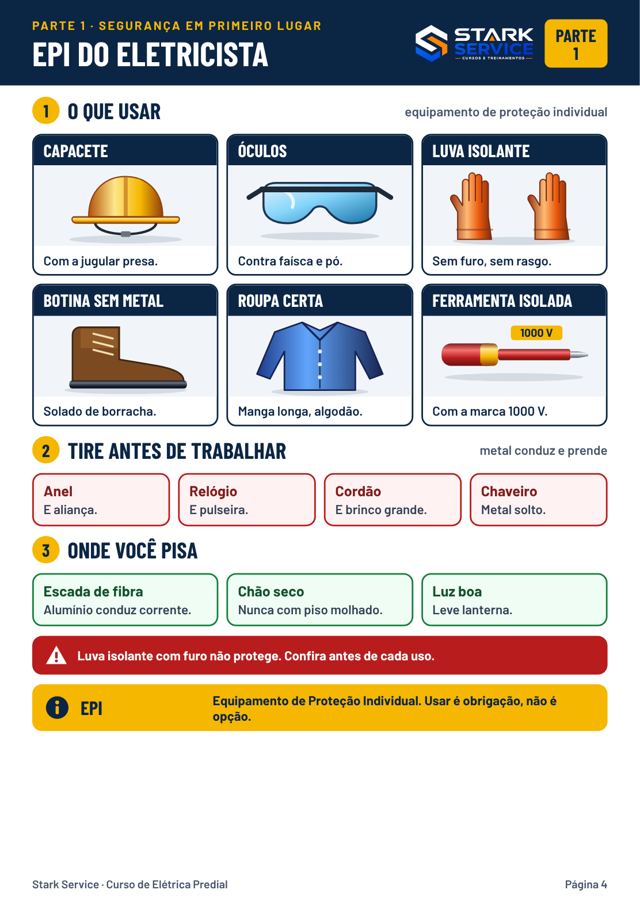 PARTE 1 · SEGURANÇA EM PRIMEIRO LUGAR
EPI DO ELETRICISTA
STARK
SERVICE
CURSOS E TREINAMENTOS
PARTE
1
1 O QUE USAR
equipamento de proteção individual
CAPACETE
Com a jugular presa.
ÓCULOS
Contra faísca e pó.
LUVA ISOLANTE
Sem furo, sem rasgo.
BOTINA SEM METAL
Solado de borracha.
ROUPA CERTA
Manga longa, algodão.
FERRAMENTA ISOLADA
1000 V
Com a marca 1000 V.
2 TIRE ANTES DE TRABALHAR
metal conduz e prende
Anel
E aliança.
Relógio
E pulseira.
Cordão
E brinco grande.
Chaveiro
Metal solto.
3 ONDE VOCÊ PISA
Escada de fibra
Alumínio conduz corrente.
Chão seco
Nunca com piso molhado.
Luz boa
Leve lanterna.
Luva isolante com furo não protege. Confira antes de cada uso.
EPI
Equipamento de Proteção Individual. Usar é obrigação, não é
opção.
Stark Service · Curso de Elétrica Predial
Página 4